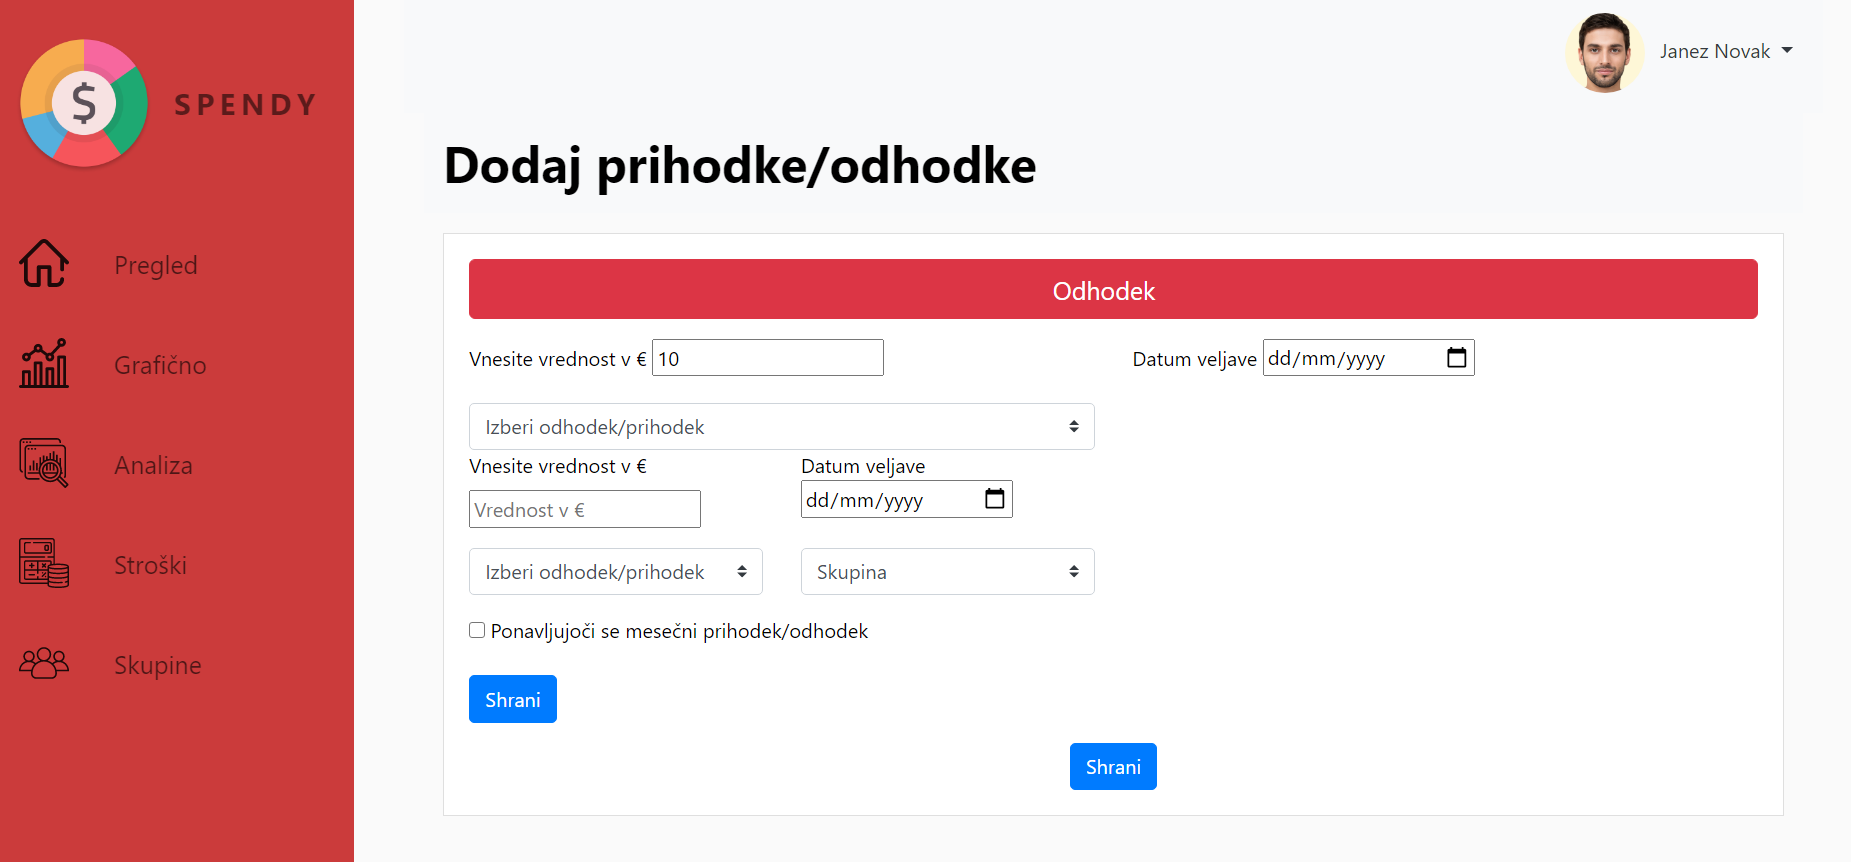 $
SPENDY
Janez Novak
Dodaj prihodke/odhodke
Pregled
Grafično
Analiza
Stroški
Skupine
Odhodek
Vnesite vrednost v € 10
Datum veljave dd/mm/yyyy
Izberi odhodek/prihodek
Vnesite vrednost v €
Datum veljave
Vrednost v €
dd/mm/yyyy
Izberi odhodek/prihodek
Skupina
Ponavljujoči se mesečni prihodek/odhodek
Shrani
Shrani